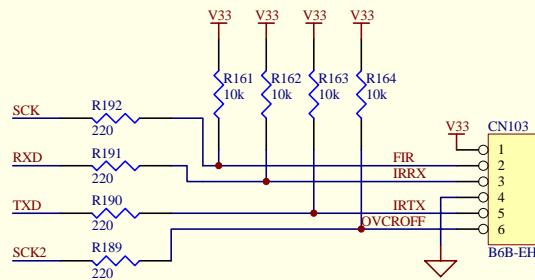 V33 V33 V33 V33
R161 R162 R163 R164
10k 10k 10k 10k
R192
SCK
220
CN103
V33
1
R191
RXD
220
FIR 2
IRRX 3
4
R190
TXD
220
IRTX 5
OVCROFF 6
R189
SCK2
220
B6B-EH